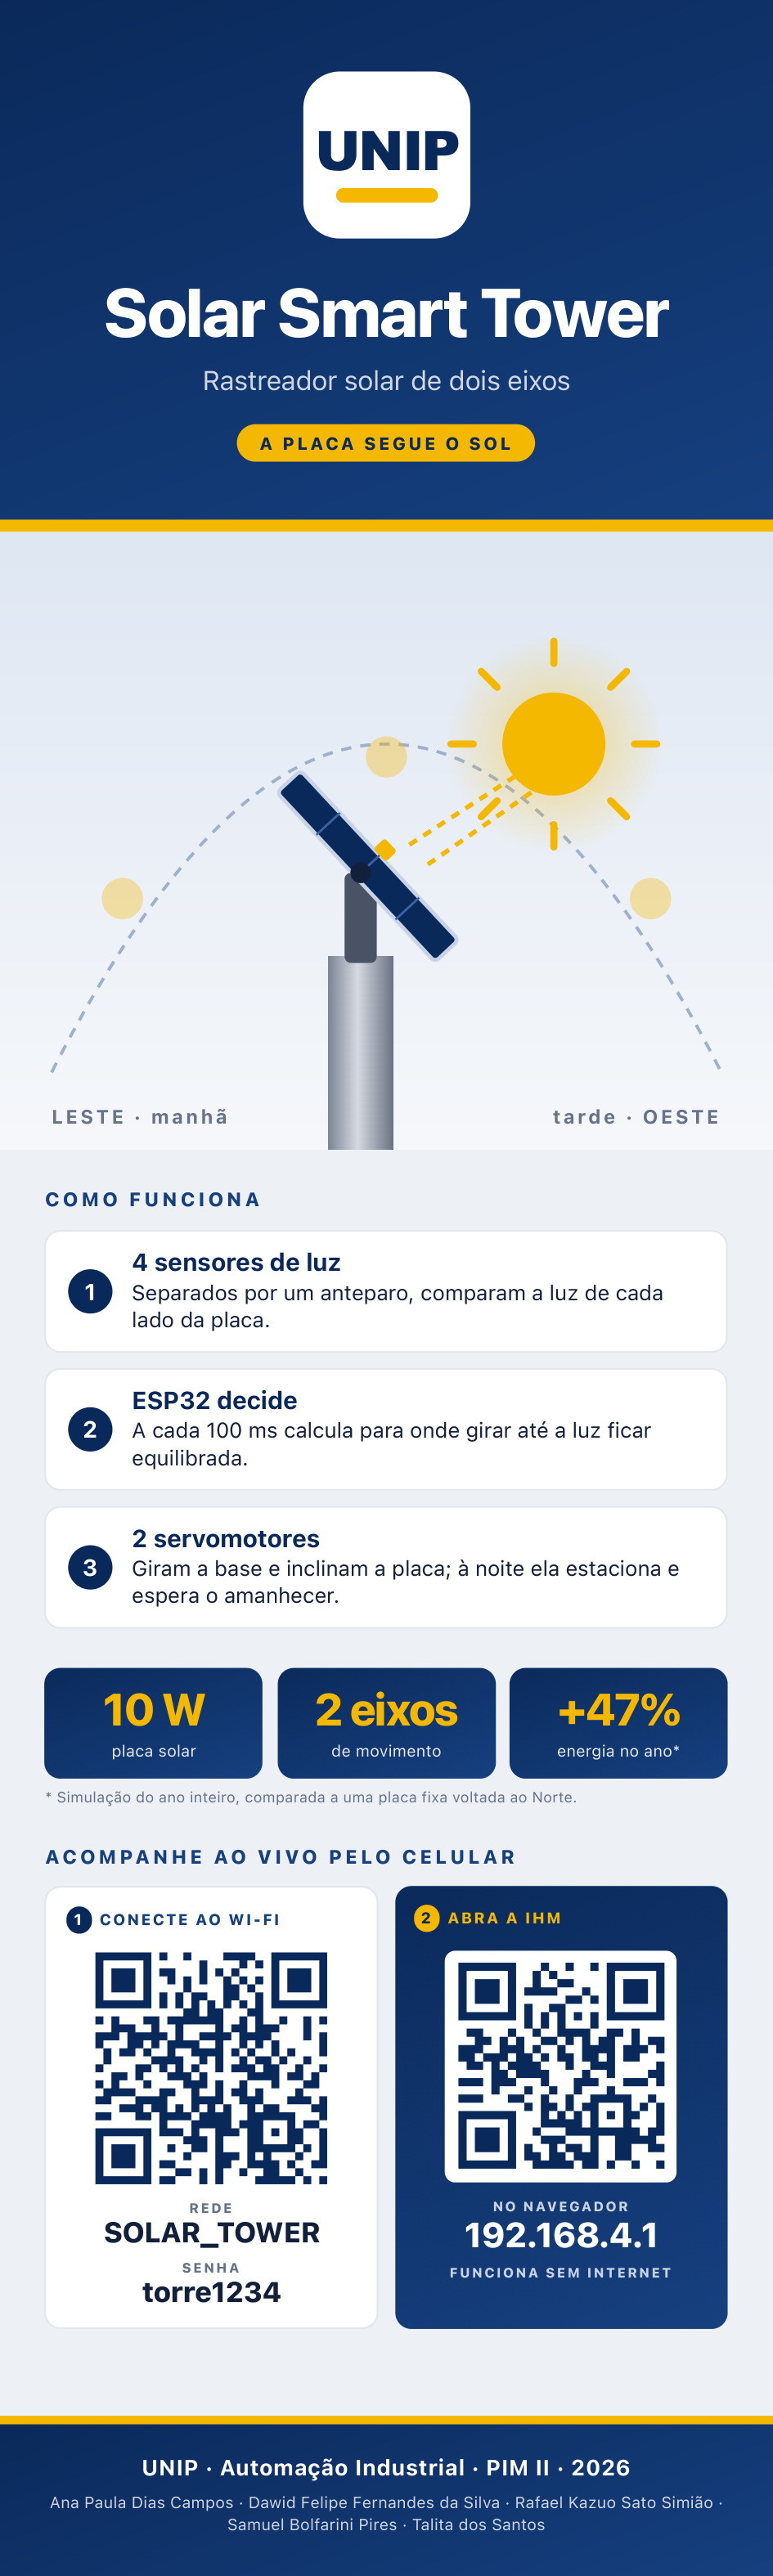 UNIP
Solar Smart Tower
Rastreador solar de dois eixos
A PLACA SEGUE O SOL
LESTE · manhã
tarde · OESTE
COMO FUNCIONA
1
4 sensores de luz
Separados por um anteparo, comparam a luz de cada
lado da placa.
2
ESP32 decide
A cada 100 ms calcula para onde girar até a luz ficar
equilibrada.
3
2 servomotores
Giram a base e inclinam a placa; à noite ela estaciona e
espera o amanhecer.
10 W
placa solar
2 eixos
de movimento
+47%
energia no ano*
* Simulação do ano inteiro, comparada a uma placa fixa voltada ao Norte.
ACOMPANHE AO VIVO PELO CELULAR
1 CONECTE AO WI-FI
REDE
SOLAR_TOWER
SENHA
torre1234
2 ABRA A IHM
NO NAVEGADOR
192.168.4.1
FUNCIONA SEM INTERNET
UNIP · Automação Industrial · PIM II · 2026
Ana Paula Dias Campos · Dawid Felipe Fernandes da Silva · Rafael Kazuo Sato Simião ·
Samuel Bolfarini Pires · Talita dos Santos